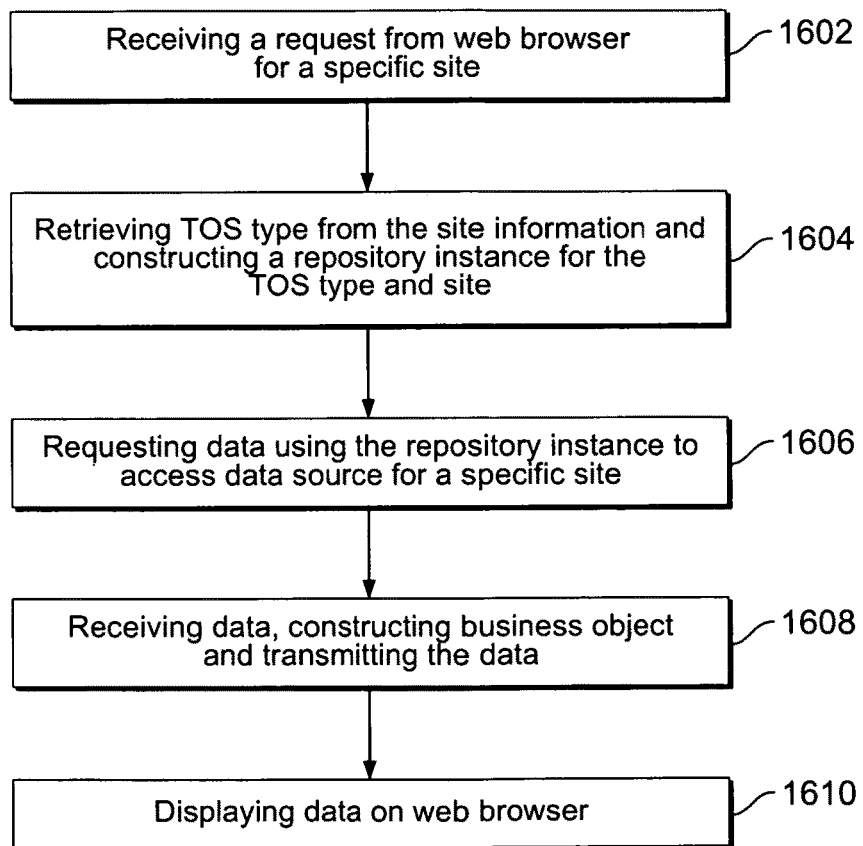 Receiving a request from web browser
for a specific site
1602
Retrieving TOS type from the site information and
constructing a repository instance for the
TOS type and site
1604
Requesting data using the repository instance to
access data source for a specific site
1606
Receiving data, constructing business object
and transmitting the data
1608
Displaying data on web browser
1610